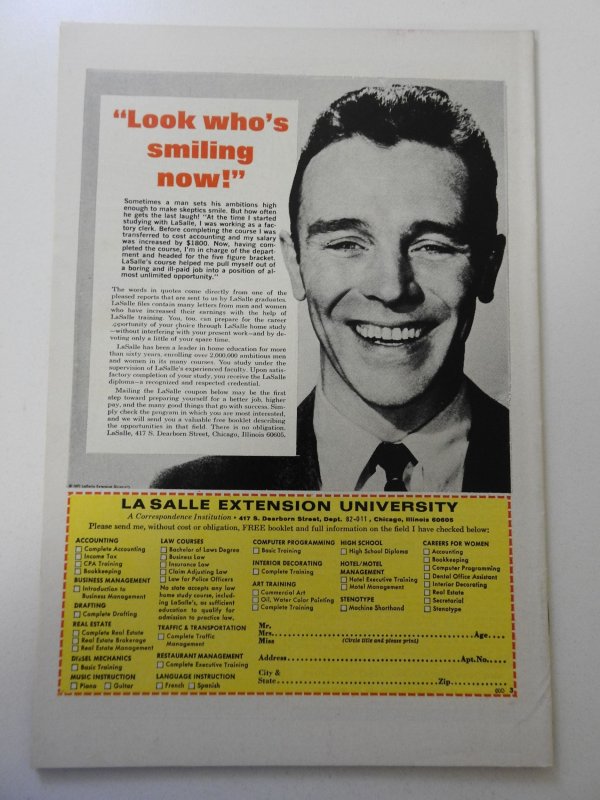 “Look who’s
smiling
now!”
Sometimes a man sets his ambitions high
enough to make skeptics smile. But how often
he gets the last laugh! “At the time I started
studying with LaSalle, I was working as a fac-
tory clerk. Before completing the course I was
transferred to cost accounting and my salary
was increased by $1800. Now, having com-
pleted the course, I’m in charge of the depart-
ment and headed for the five figure bracket.
LaSalle’s course helped me pull myself out of
a boring and ill-paid job into a position of al-
most unlimited opportunity.”
The words in quotes come directly from one of the
pleased reports that are sent to us by LaSalle graduates.
LaSalle files contain many letters from men and women
who have increased their earnings with the help of
LaSalle training. You, too, can prepare for the career
opportunity of your choice through LaSalle home study
—without interfering with your present work—and by de-
voting only a little of your spare time.
LaSalle has been a leader in home education for more
than sixty years, enrolling over 2,000,000 ambitious men
and women in its many courses. You study under the
supervision of LaSalle’s experienced faculty. Upon satis-
factory completion of your study, you receive the LaSalle
diploma—a recognized and respected credential.
Mailing the LaSalle coupon below may be the first
step toward preparing yourself for a better job, higher
pay, and the many good things that go with success. Sim-
ply check the program in which you are most interested,
and we will send you a valuable free booklet describing
the opportunities in that field. There is no obligation.
LaSalle, 417 S. Dearborn Street, Chicago, Illinois 60605.
LaSalle Extension University
LA SALLE EXTENSION UNIVERSITY
A Correspondence Institution • 417 S. Dearborn Street, Dept. 82-011, Chicago, Illinois 60605
Please send me, without cost or obligation, FREE booklet and full information on the field I have checked below:
ACCOUNTING
Complete Accounting
Income Tax
CPA Training
Bookkeeping
BUSINESS MANAGEMENT
Introduction to
Business Management
DRAFTING
Complete Drafting
REAL ESTATE
Complete Real Estate
Real Estate Brokerage
Real Estate Management
DIESEL MECHANICS
Basic Training
MUSIC INSTRUCTION
Piano Guitar
LAW COURSES
Bachelor of Laws Degree
Business Law
Insurance Law
Claim Adjusting Law
Law for Police Officers
No state accepts any law
home study course, includ-
ing LaSalle’s, as sufficient
education to qualify for
admission to practice law.
TRAFFIC & TRANSPORTATION
Complete Traffic
Management
RESTAURANT MANAGEMENT
Complete Executive Training
LANGUAGE INSTRUCTION
French Spanish
COMPUTER PROGRAMMING
Basic Training
INTERIOR DECORATING
Complete Training
ART TRAINING
Commercial Art
Oil, Water Color Painting
Complete Training
HIGH SCHOOL
High School Diploma
HOTEL/MOTEL
MANAGEMENT
Hotel Executive Training
Motel Management
STENOTYPE
Machine Shorthand
CAREERS FOR WOMEN
Accounting
Bookkeeping
Computer Programming
Dental Office Assistant
Interior Decorating
Real Estate
Secretarial
Stenotype
Mr.
Mrs. Age
Miss (Circle title and please print)
Address Apt.No.
City &
State Zip
600 3